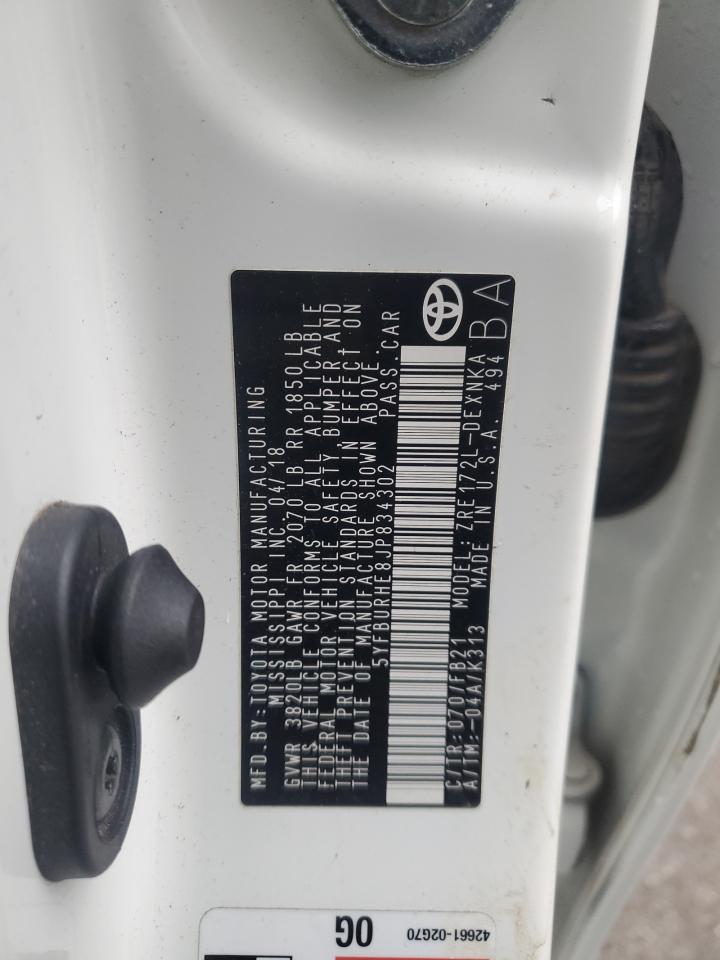 MFD.BY:TOYOTA MOTOR MANUFACTURING
MISSISSIPPI INC. 04/18
GVWR 3820LB GAWR FR 2070 LB RR 1850LB
THIS VEHICLE CONFORMS TO ALL APPLICABLE
FEDERAL MOTOR VEHICLE SAFETY, BUMPER AND
THEFT PREVENTION STANDARDS IN EFFECT ON
THE DATE OF MANUFACTURE SHOWN ABOVE.
5YFBURHE8JP834302 PASS.CAR
C/TR:070/FB21 MODEL:ZRE172L-DEXNKA
A/TM:-04A/K313 MADE IN U.S.A. 494
BA
42661-02G70
0G